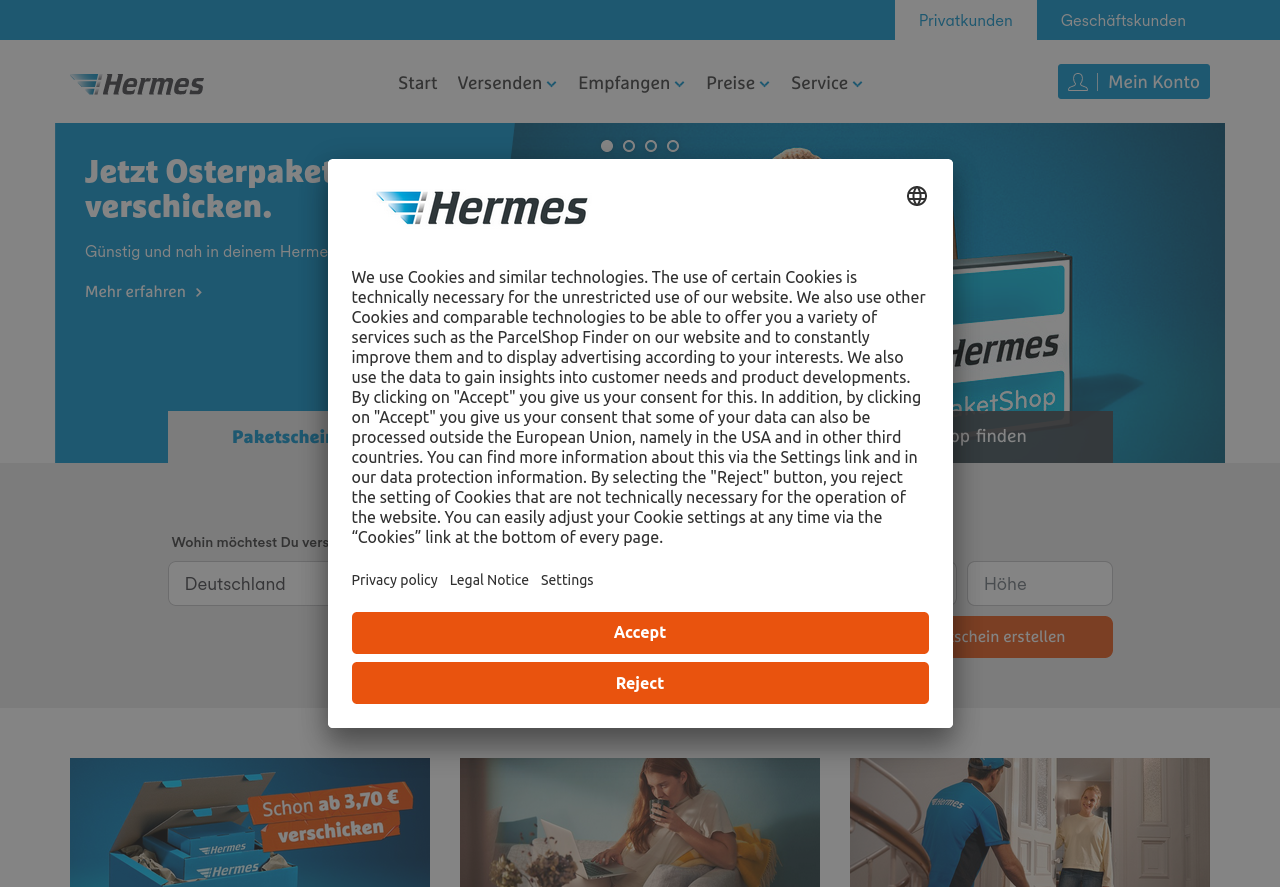 Privatkunden Geschäftskunden
Hermes Start Versenden Empfangen Preise Service Mein Konto
Jetzt Osterpaket
verschicken.
Günstig und nah in deinem Herme
Mehr erfahren
Hermes
We use Cookies and similar technologies. The use of certain Cookies is
technically necessary for the unrestricted use of our website. We also use other
Cookies and comparable technologies to be able to offer you a variety of
services such as the ParcelShop Finder on our website and to constantly
improve them and to display advertising according to your interests. We also
use the data to gain insights into customer needs and product developments.
By clicking on "Accept" you give us your consent for this. In addition, by clicking
on "Accept" you give us your consent that some of your data can also be
processed outside the European Union, namely in the USA and in other third
countries. You can find more information about this via the Settings link and in
our data protection information. By selecting the "Reject" button, you reject
the setting of Cookies that are not technically necessary for the operation of
the website. You can easily adjust your Cookie settings at any time via the
“Cookies” link at the bottom of every page.
Privacy policy Legal Notice Settings
Accept
Reject
Hermes
aketShop
Paketschein
op finden
Wohin möchtest Du vers
Deutschland
Höhe
schein erstellen
Schon ab 3,70 €
verschicken
Hermes
Hermes
Hermes